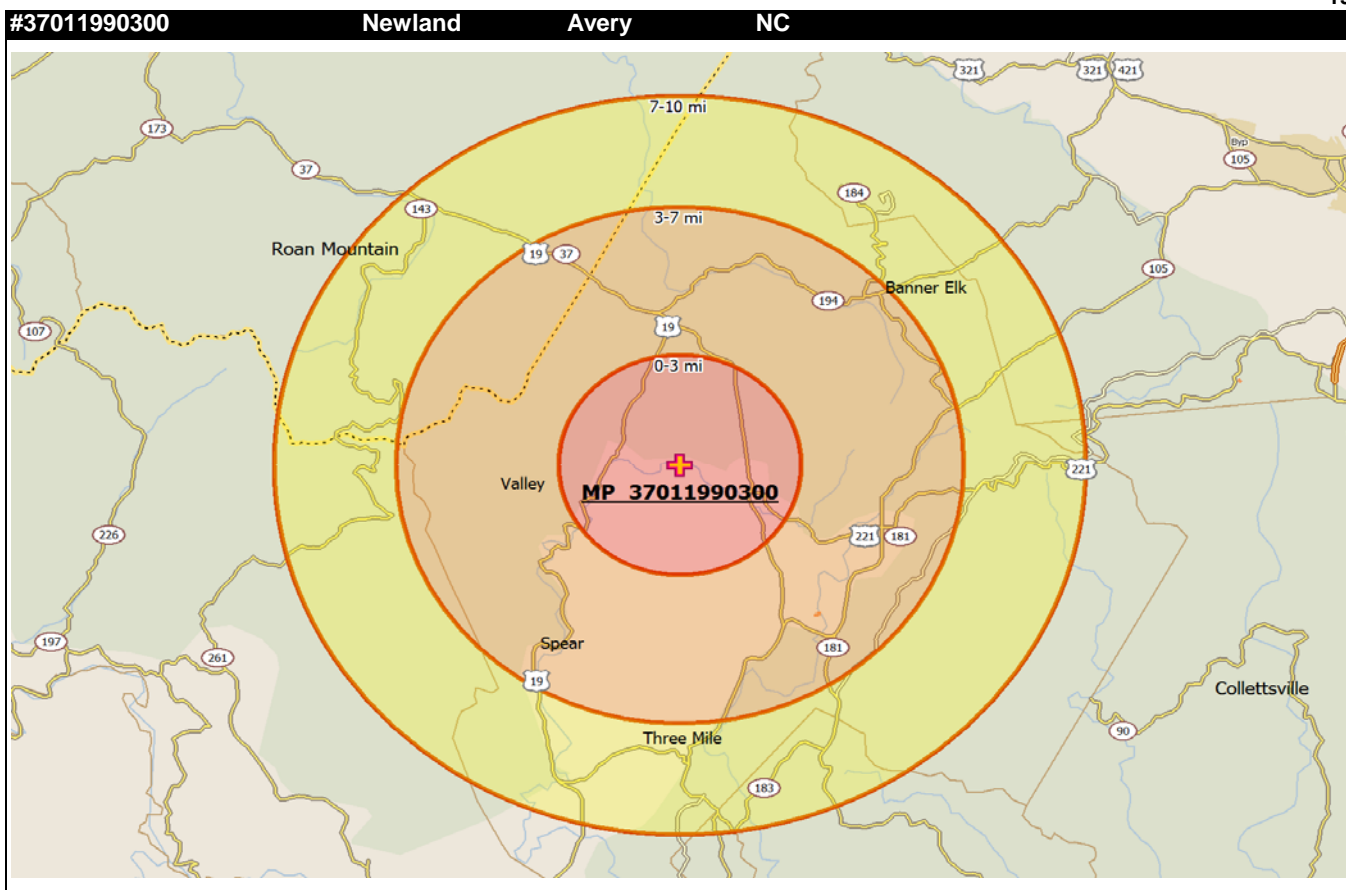 #37011990300 Newland Avery NC
321
321 421
7-10 mi
173
Byp
105
37
184
143
3-7 mi
Roan Mountain
19 37
105
Banner Elk
194
107
19
0-3 mi
221
Valley
MP 37011990300
226
221 181
197
Spear
181
261
19
Collettsville
90
Three Mile
183